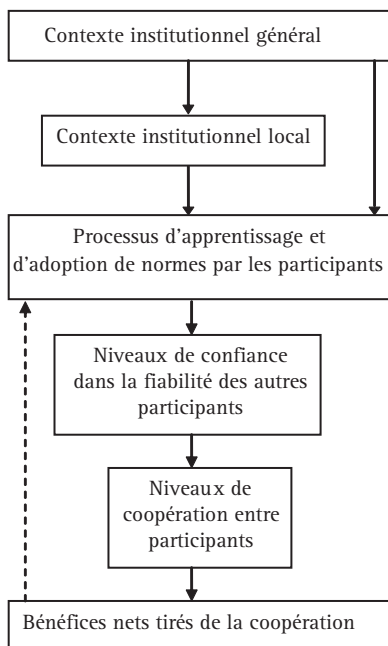 Contexte institutionnel général
Contexte institutionnel local
Processus d'apprentissage et
d'adoption de normes par les participants
Niveaux de confiance
dans la fiabilité des autres
participants
Niveaux de
coopération entre
participants
Bénéfices nets tirés de la coopération